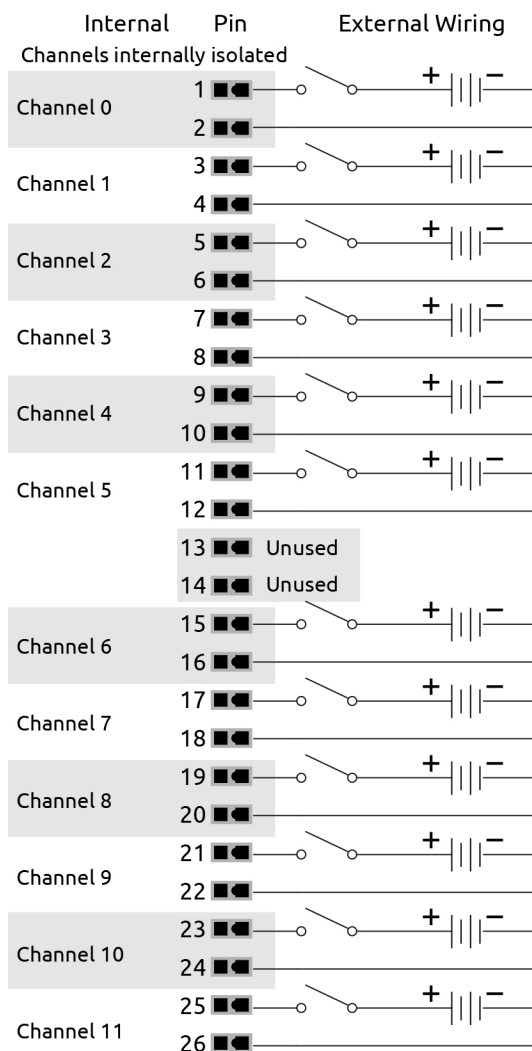 Internal Pin External Wiring
Channels internally isolated
1 + −
Channel 0
2
3 + −
Channel 1
4
5 + −
Channel 2
6
7 + −
Channel 3
8
9 + −
Channel 4
10
11 + −
Channel 5
12
13 Unused
14 Unused
15 + −
Channel 6
16
17 + −
Channel 7
18
19 + −
Channel 8
20
21 + −
Channel 9
22
23 + −
Channel 10
24
25 + −
Channel 11
26